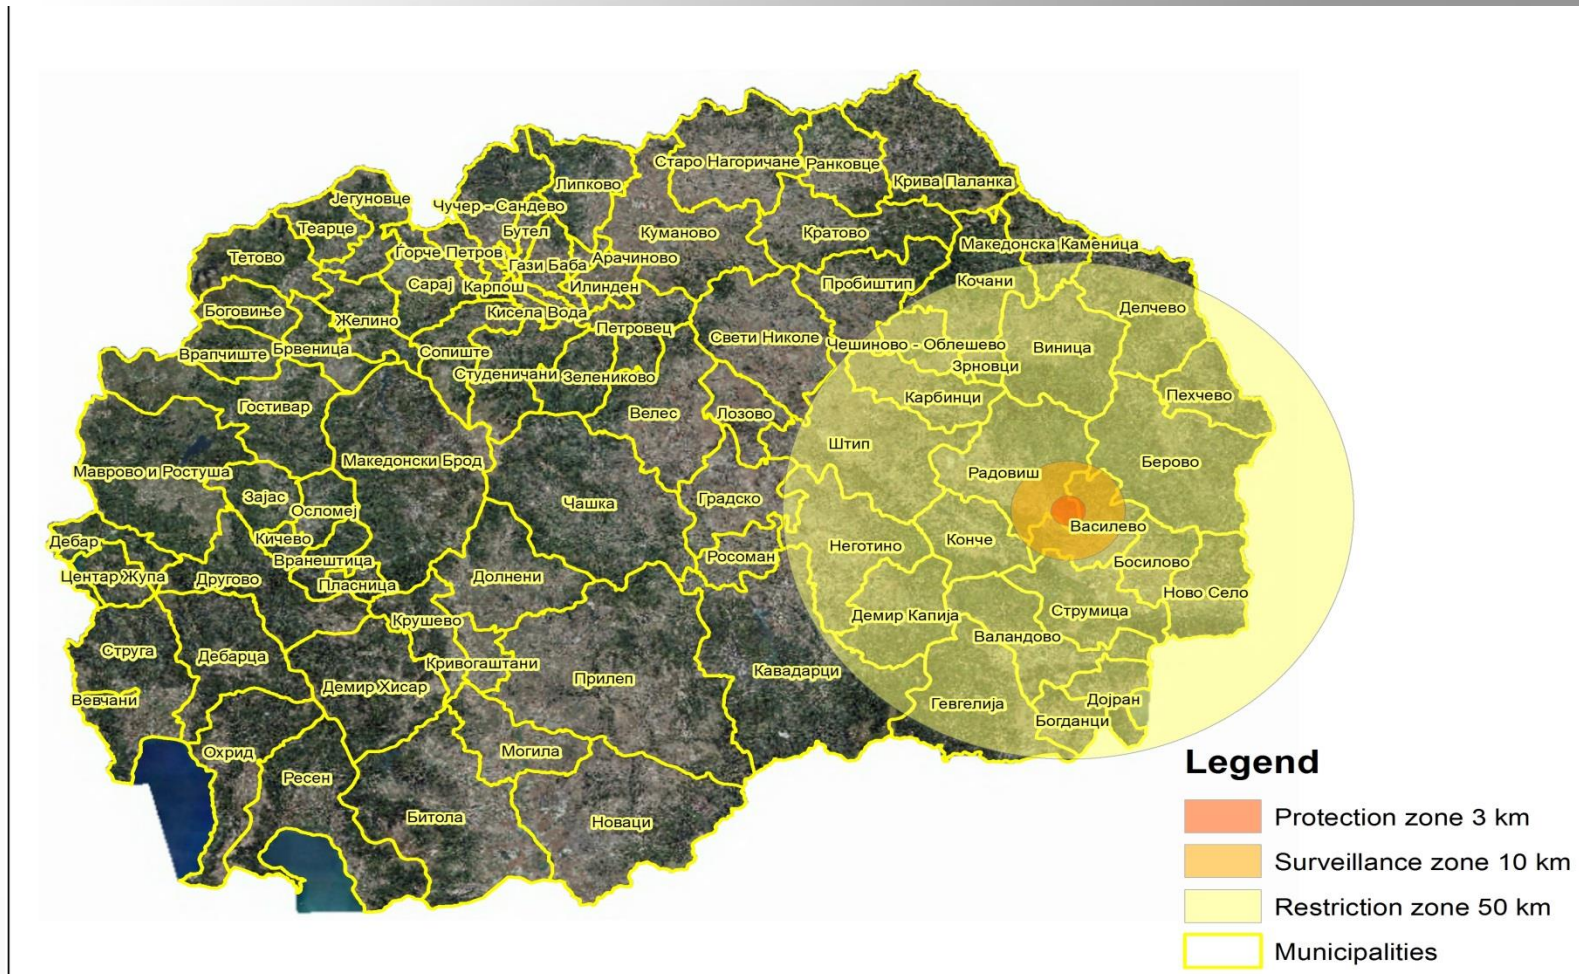 Старо Нагоричане
Ранковце
Крива Паланка
Липково
Јегуновце
Чучер - Сандево
Теарце
Бутел
Куманово
Кратово
Македонска Каменица
Тетово
Ѓорче Петров
Гази Баба
Арачиново
Сарај
Карпош
Илинден
Пробиштип
Кочани
Боговиње
Желино
Кисела Вода
Петровец
Свети Николе
Делчево
Врапчиште
Брвеница
Сопиште
Чешиново - Облешево
Виница
Студеничани
Зелениково
Зрновци
Гостивар
Велес
Лозово
Карбинци
Пехчево
Маврово и Ростуша
Македонски Брод
Штип
Берово
Зајас
Осломеј
Чашка
Градско
Радовиш
Дебар
Кичево
Василево
Вранештица
Росоман
Неготино
Конче
Босилово
Центар Жупа
Другово
Пласница
Долнени
Ново Село
Крушево
Демир Капија
Струмица
Струга
Дебарца
Кривогаштани
Валандово
Демир Хисар
Прилеп
Кавадарци
Вевчани
Гевгелија
Дојран
Богданци
Охрид
Могила
Ресен
Битола
Новаци
Legend
Protection zone 3 km
Surveillance zone 10 km
Restriction zone 50 km
Municipalities